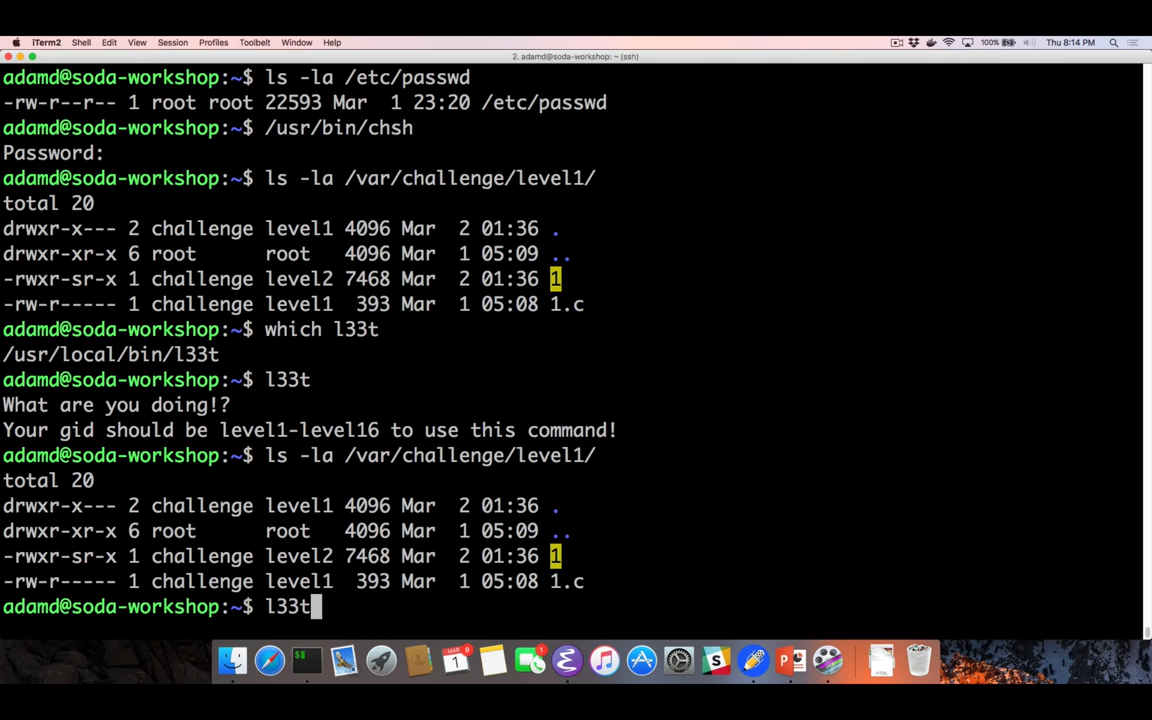 iTerm2 Shell Edit View Session Profiles Toolbelt Window Help 100% Thu 8:14 PM
2. adamd@soda-workshop: ~ (ssh)
adamd@soda-workshop:~$ ls -la /etc/passwd
-rw-r--r-- 1 root root 22593 Mar  1 23:20 /etc/passwd
adamd@soda-workshop:~$ /usr/bin/chsh
Password:
adamd@soda-workshop:~$ ls -la /var/challenge/level1/
total 20
drwxr-x--- 2 challenge level1 4096 Mar  2 01:36 .
drwxr-xr-x 6 root      root   4096 Mar  1 05:09 ..
-rwxr-sr-x 1 challenge level2 7468 Mar  2 01:36 1
-rw-r----- 1 challenge level1  393 Mar  1 05:08 1.c
adamd@soda-workshop:~$ which l33t
/usr/local/bin/l33t
adamd@soda-workshop:~$ l33t
What are you doing!?
Your gid should be level1-level16 to use this command!
adamd@soda-workshop:~$ ls -la /var/challenge/level1/
total 20
drwxr-x--- 2 challenge level1 4096 Mar  2 01:36 .
drwxr-xr-x 6 root      root   4096 Mar  1 05:09 ..
-rwxr-sr-x 1 challenge level2 7468 Mar  2 01:36 1
-rw-r----- 1 challenge level1  393 Mar  1 05:08 1.c
adamd@soda-workshop:~$ l33t